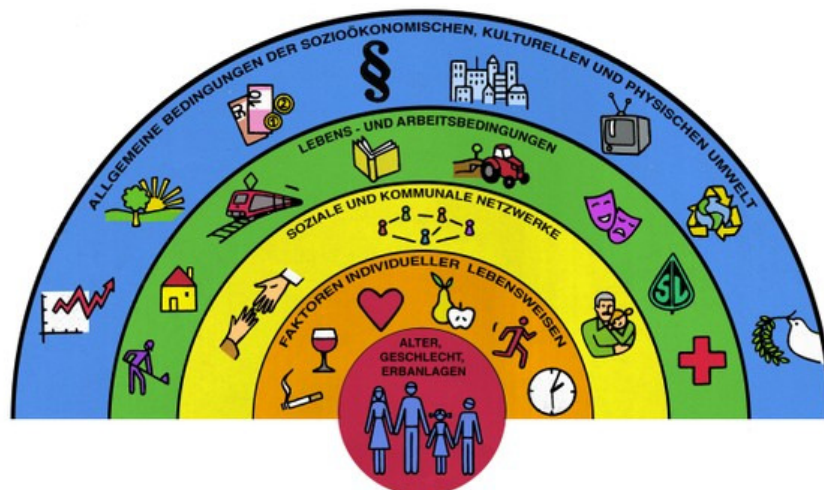 ALLGEMEINE BEDINGUNGEN DER SOZIOÖKONOMISCHEN, KULTURELLEN UND PHYSISCHEN UMWELT
§
LEBENS - UND ARBEITSBEDINGUNGEN
SOZIALE UND KOMMUNALE NETZWERKE
FAKTOREN INDIVIDUELLER LEBENSWEISEN
ALTER,
GESCHLECHT,
ERBANLAGEN
SL